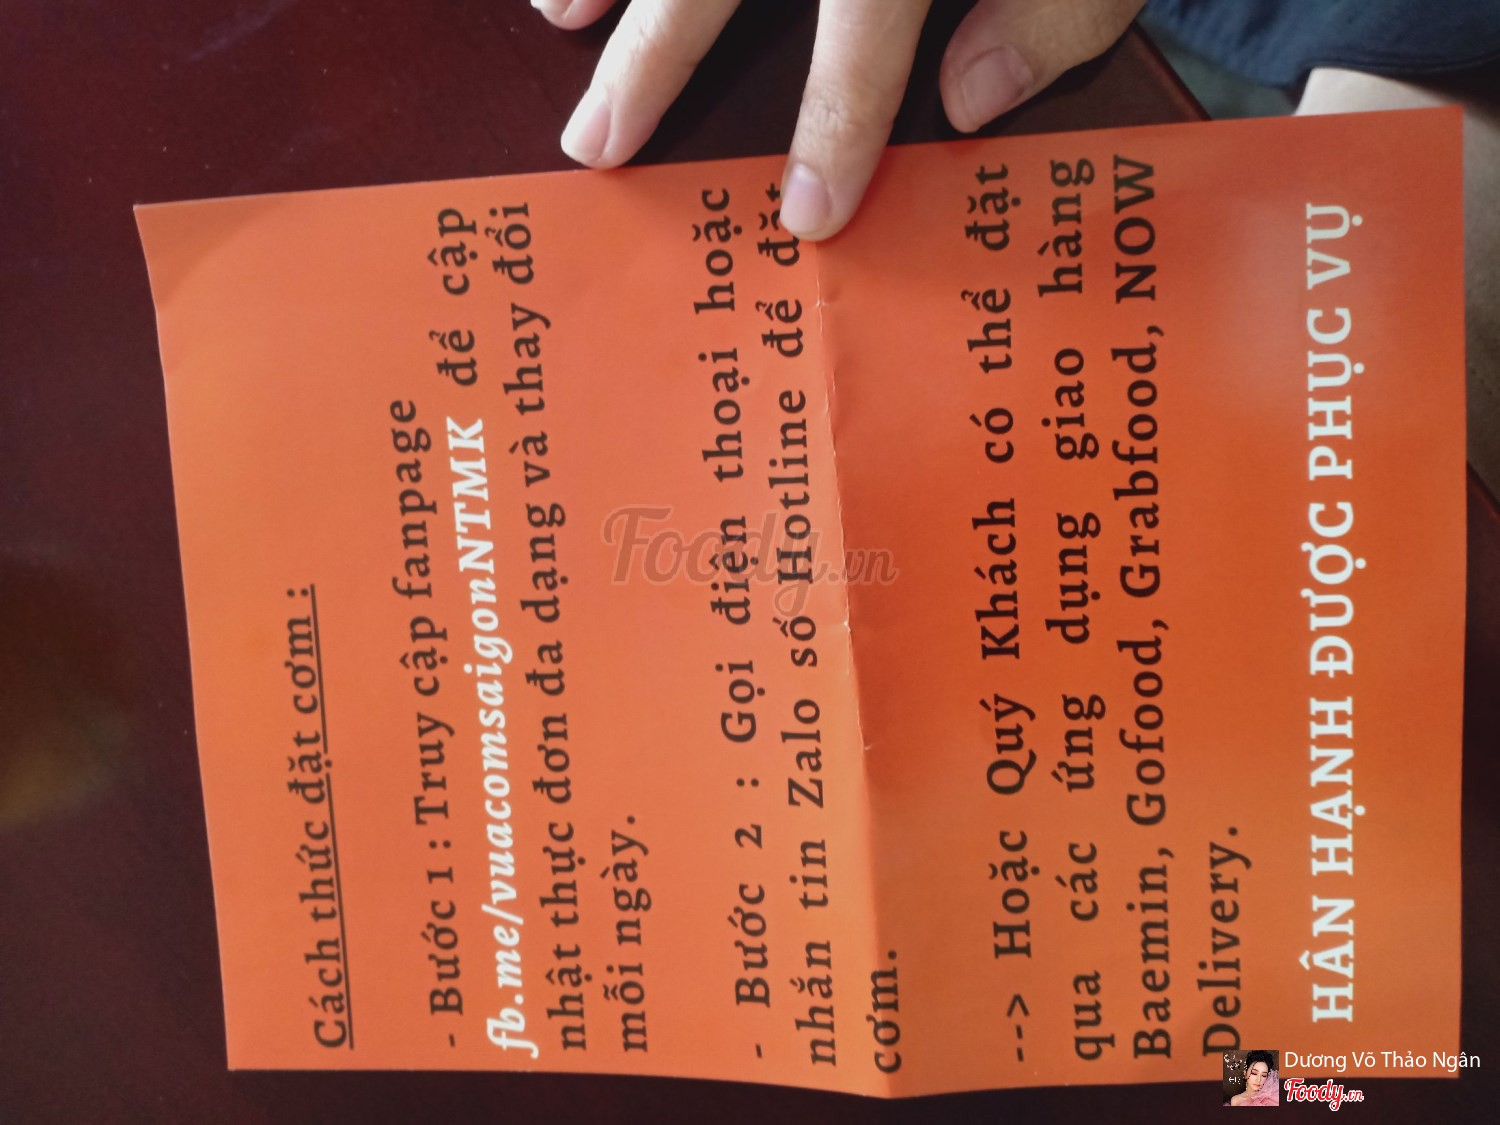 Cách thức đặt cơm :
- Bước 1 : Truy cập fanpage
fb.me/vuacomsaigonNTMK để cập
nhật thực đơn đa dạng và thay đổi
mỗi ngày.
- Bước 2 : Gọi điện thoại hoặc
nhắn tin Zalo số Hotline để đặt
cơm.
--> Hoặc Quý Khách có thể đặt
qua các ứng dụng giao hàng
Baemin, Gofood, Grabfood, NOW
Delivery.
HÂN HẠNH ĐƯỢC PHỤC VỤ
Foody.vn
Dương Võ Thảo Ngân
Foody.vn